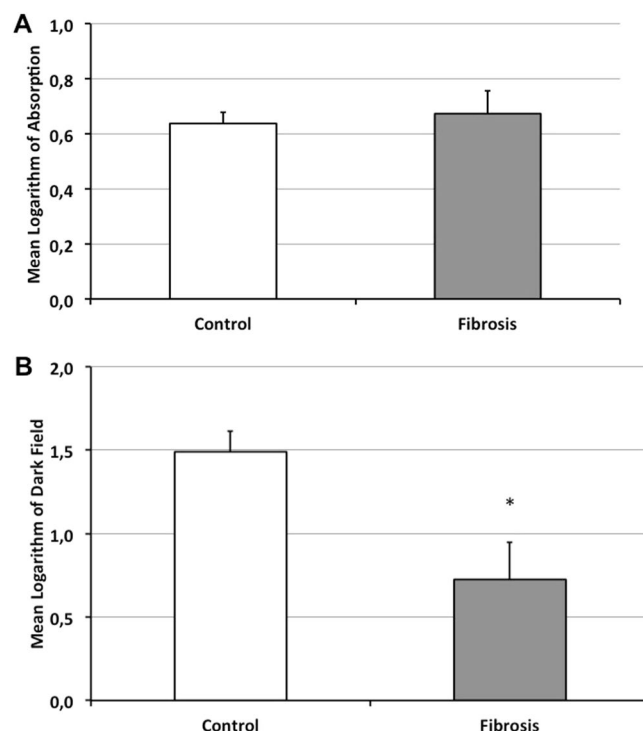 A
Mean Logarithm of Absorption
1,0
0,8
0,6
0,4
0,2
0,0
Control Fibrosis
B
Mean Logarithm of Dark Field
2,0
1,5
1,0
0,5
0,0
*
Control Fibrosis